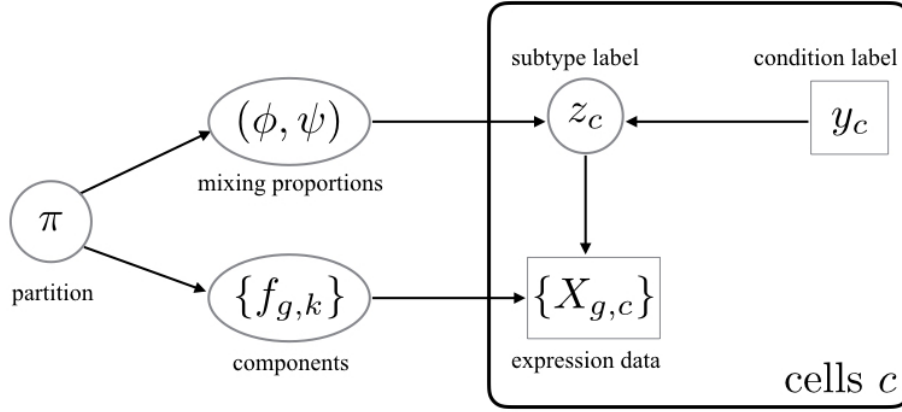 subtype label
condition label
(ϕ, ψ)
z_c
y_c
mixing proportions
π
partition
{f_{g,k}}
{X_{g,c}}
components
expression data
cells c